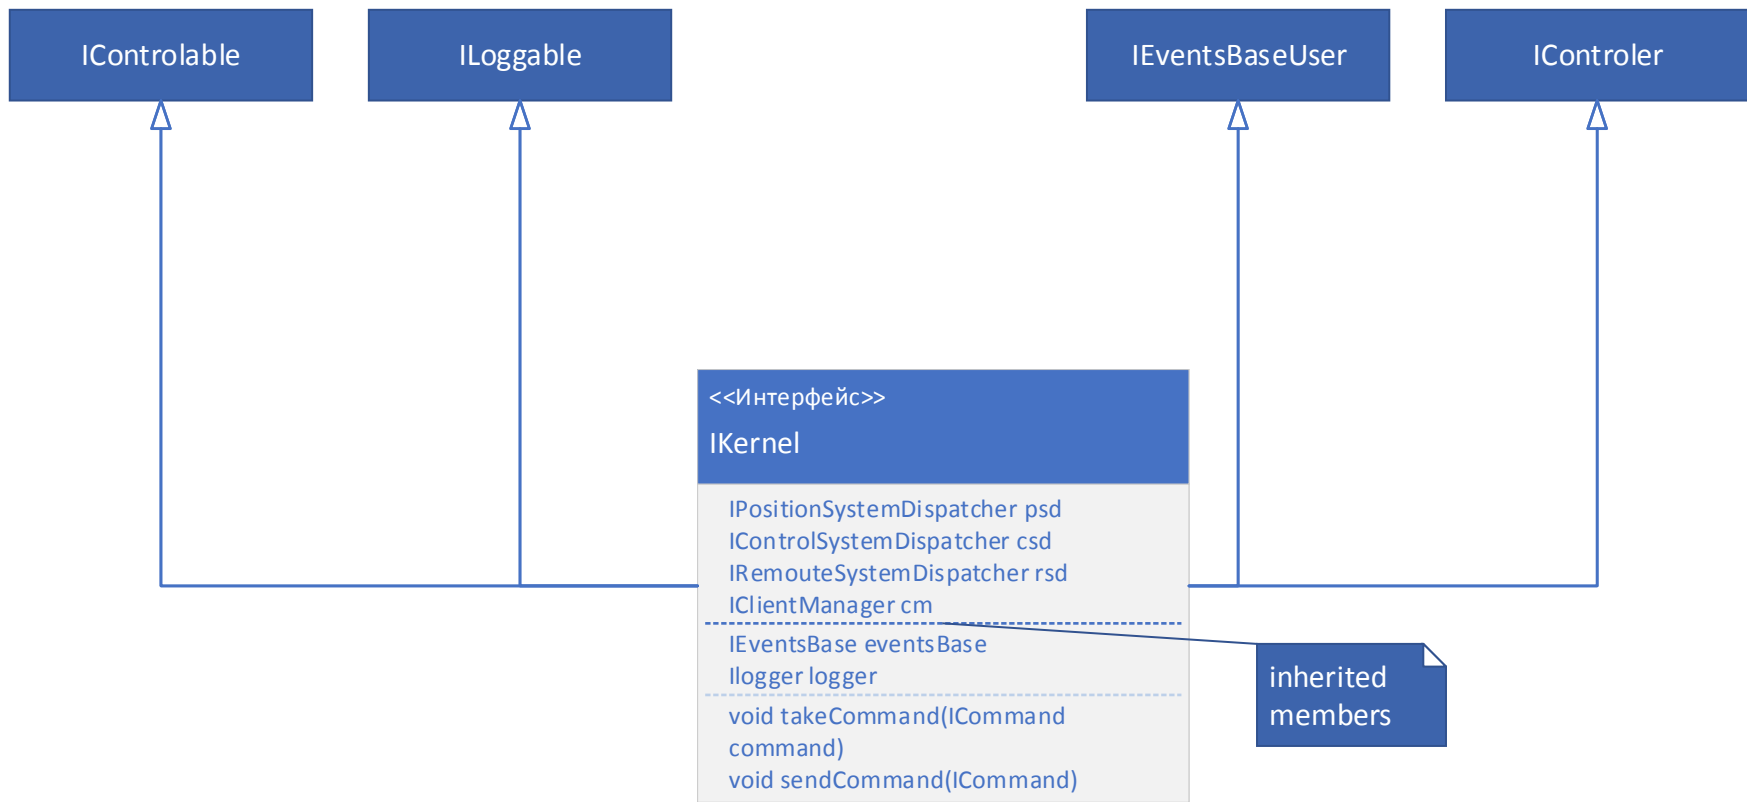 IControlable
ILoggable
IEventsBaseUser
IControler
<<Интерфейс>>
IKernel
IPositionSystemDispatcher psd
IControlSystemDispatcher csd
IRemouteSystemDispatcher rsd
IClientManager cm
IEventsBase eventsBase
Ilogger logger
void takeCommand(ICommand
command)
void sendCommand(ICommand)
inherited
members